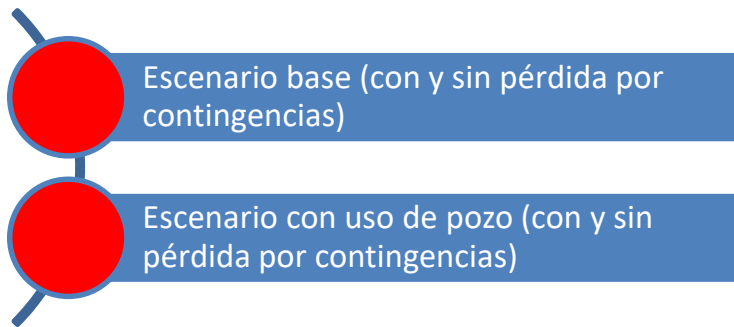 Escenario base (con y sin pérdida por
contingencias)
Escenario con uso de pozo (con y sin
pérdida por contingencias)